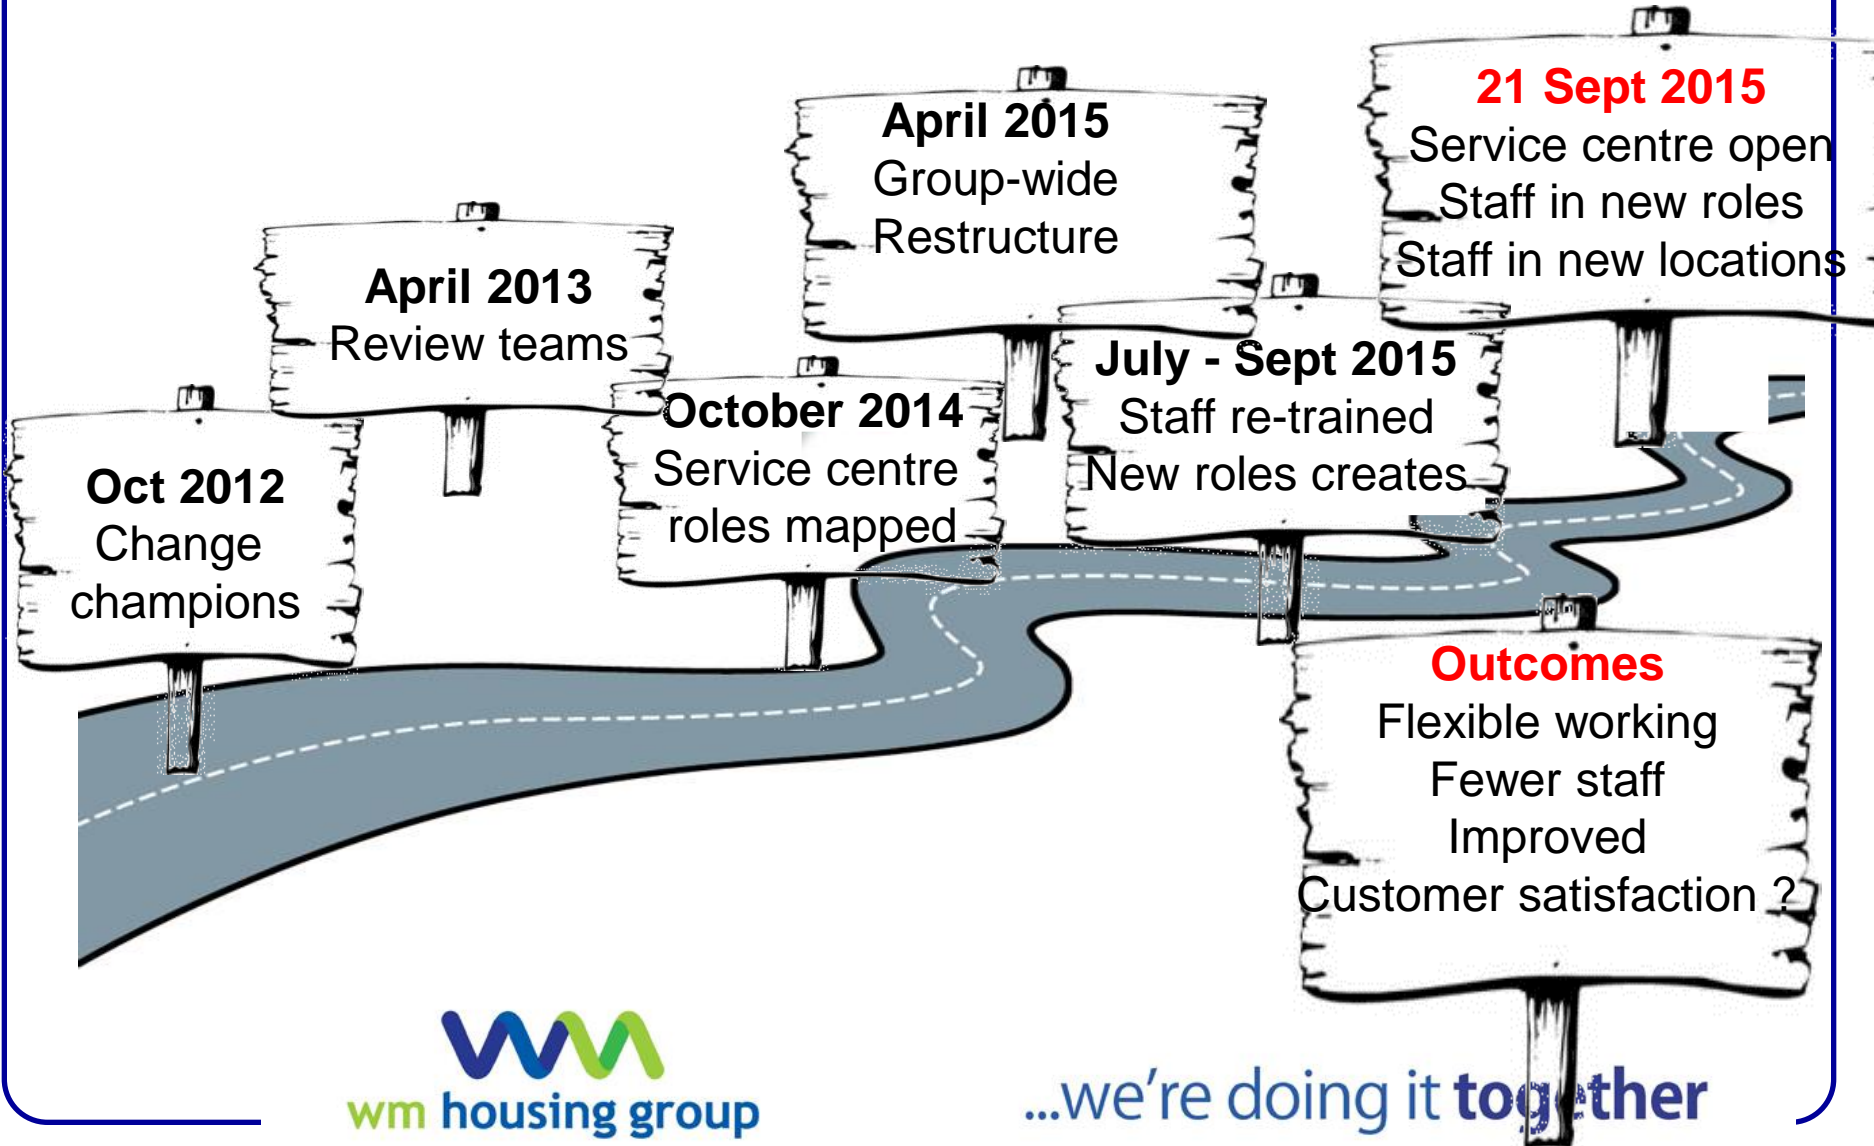 Oct 2012
Change
champions
April 2013
Review teams
October 2014
Service centre
roles mapped
April 2015
Group-wide
Restructure
July - Sept 2015
Staff re-trained
New roles creates
21 Sept 2015
Service centre open
Staff in new roles
Staff in new locations
Outcomes
Flexible working
Fewer staff
Improved
Customer satisfaction ?
wm
wm housing group
...we're doing it together